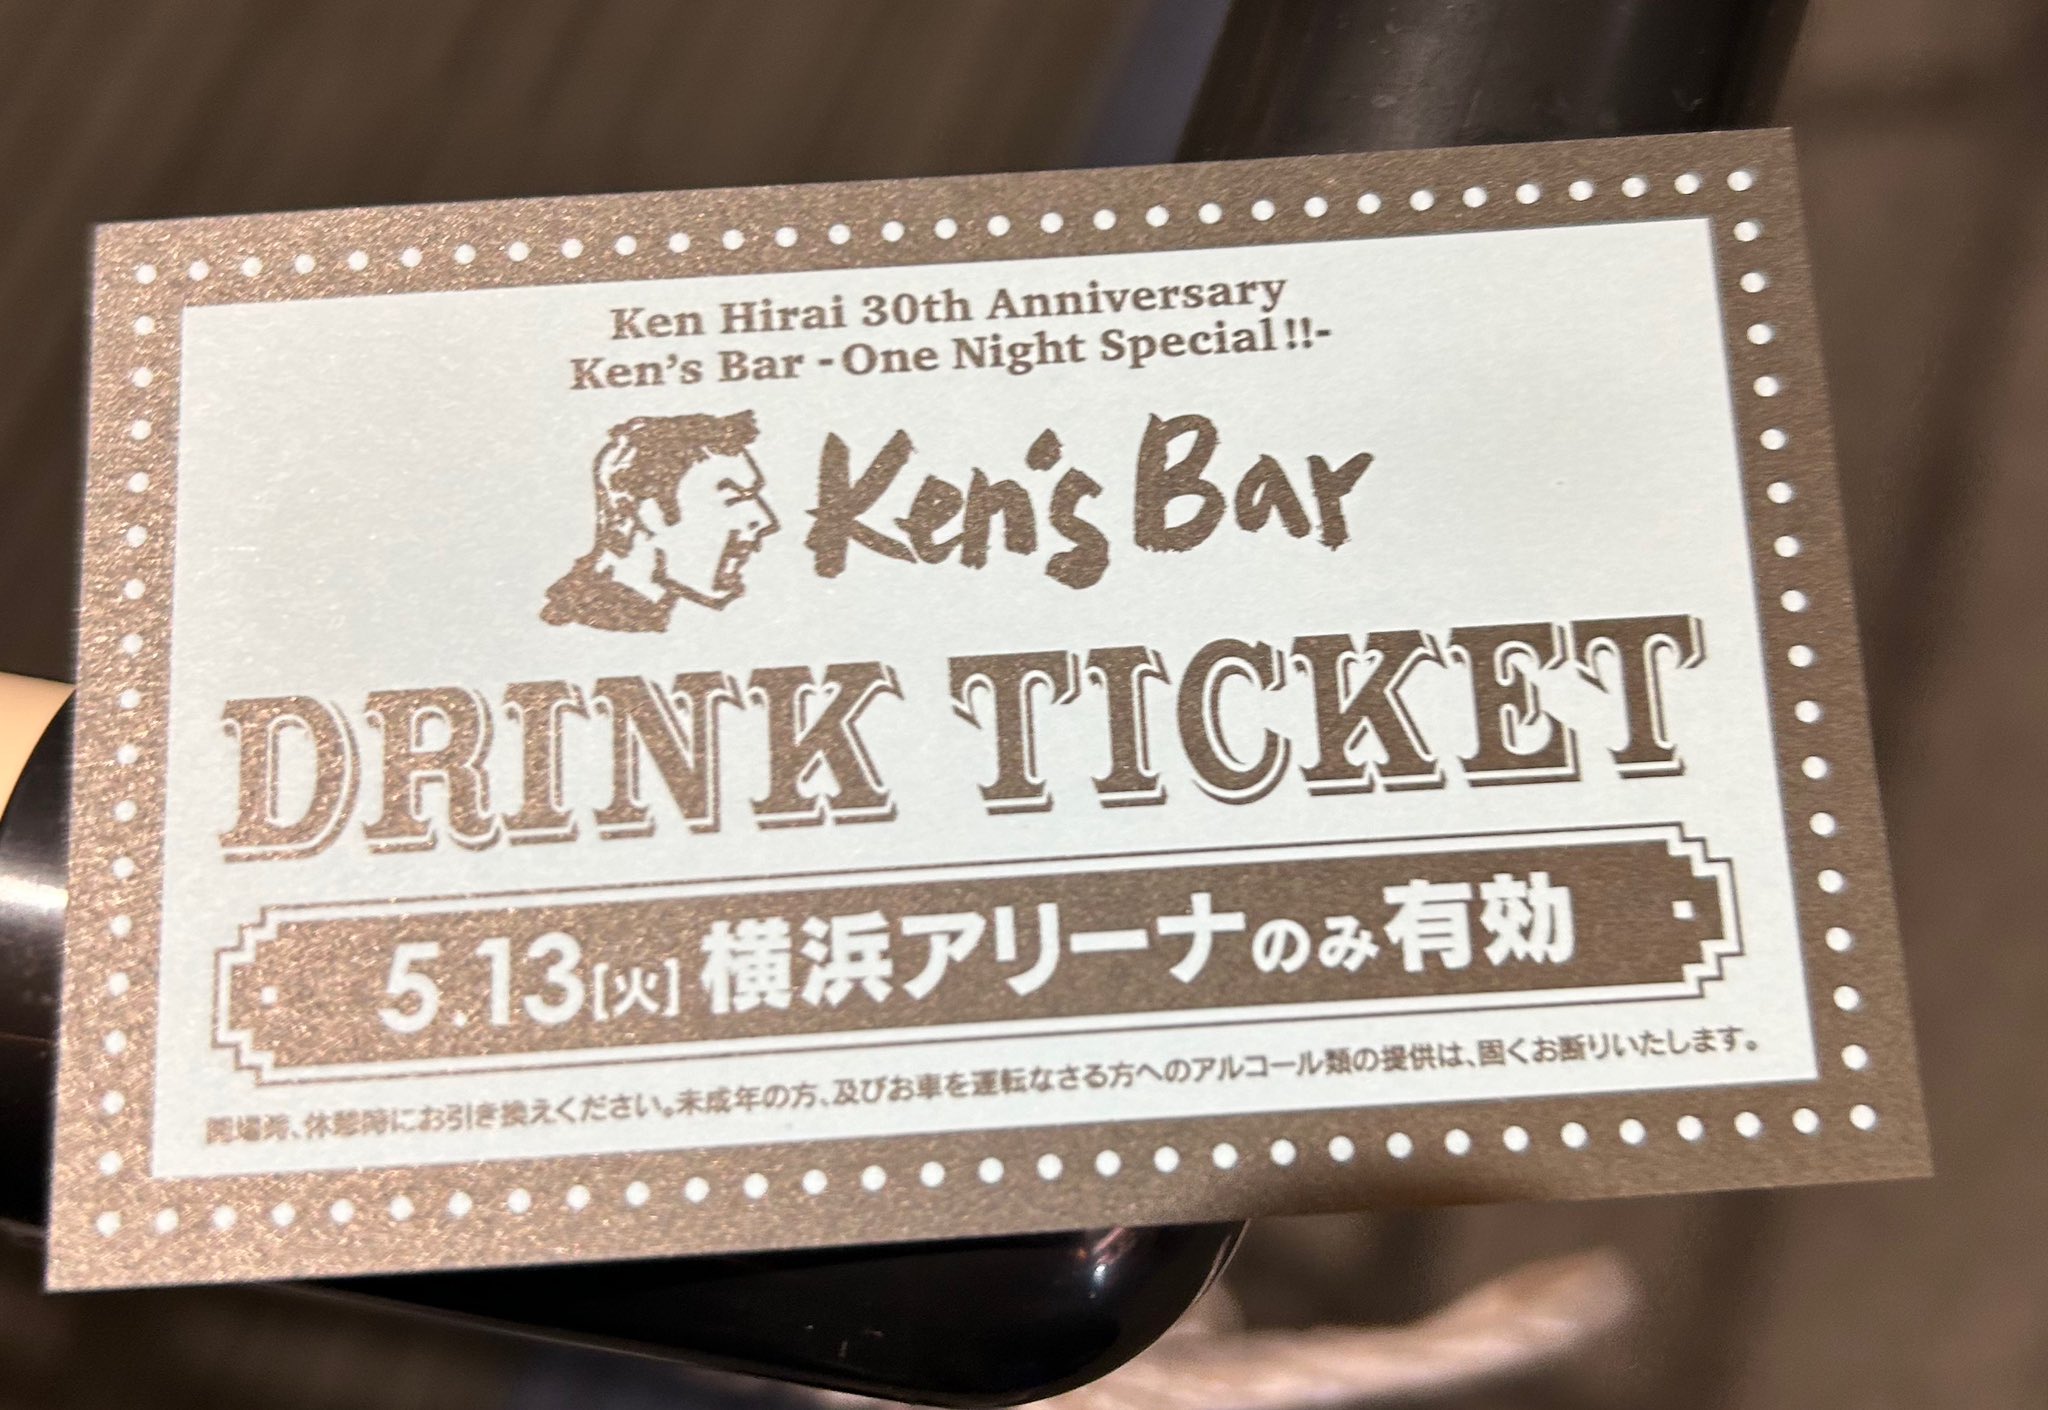 Ken Hirai 30th Anniversary
Ken's Bar -One Night Special!!-
Ken's Bar
DRINK TICKET
5.13[火] 横浜アリーナのみ有効
開場済、休憩時にお引き換えください。未成年の方、及びお車を運転なさる方へのアルコール類の提供は、固くお断りいたします。